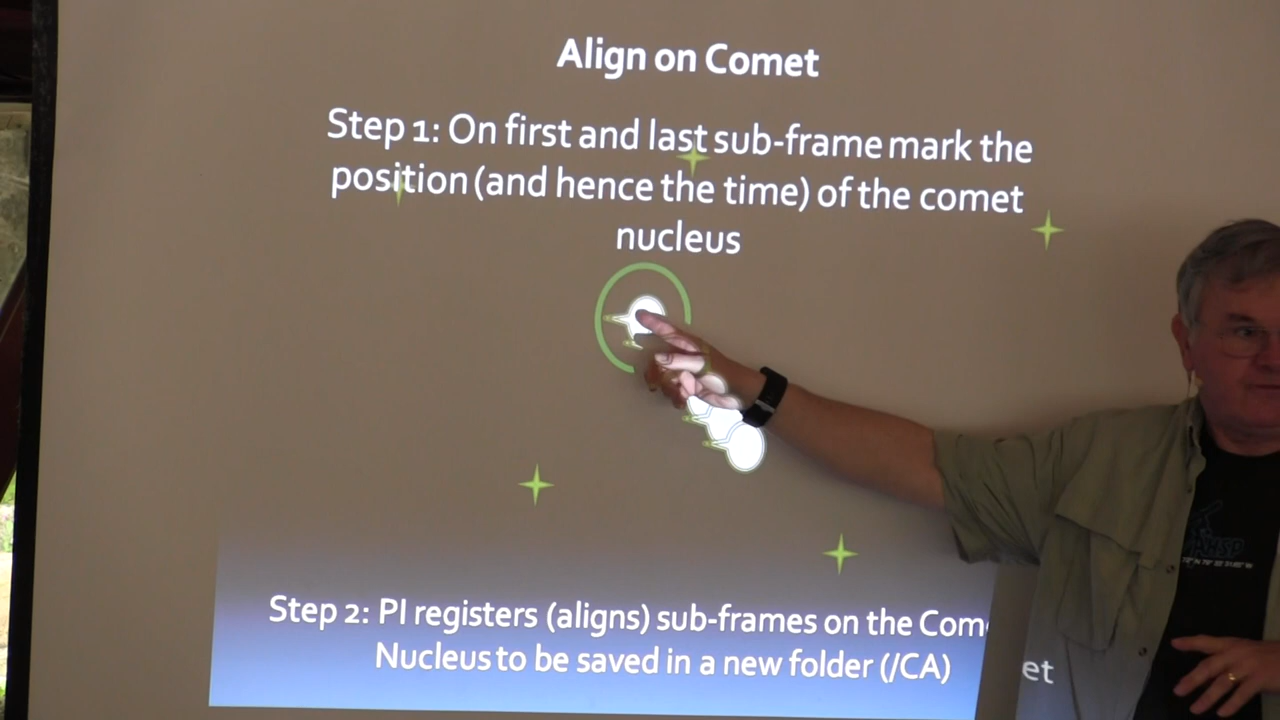 Align on Comet
Step 1: On first and last sub-frame mark the
position (and hence the time) of the comet
nucleus
Step 2: PI registers (aligns) sub-frames on the Comet
Nucleus to be saved in a new folder (/CA)